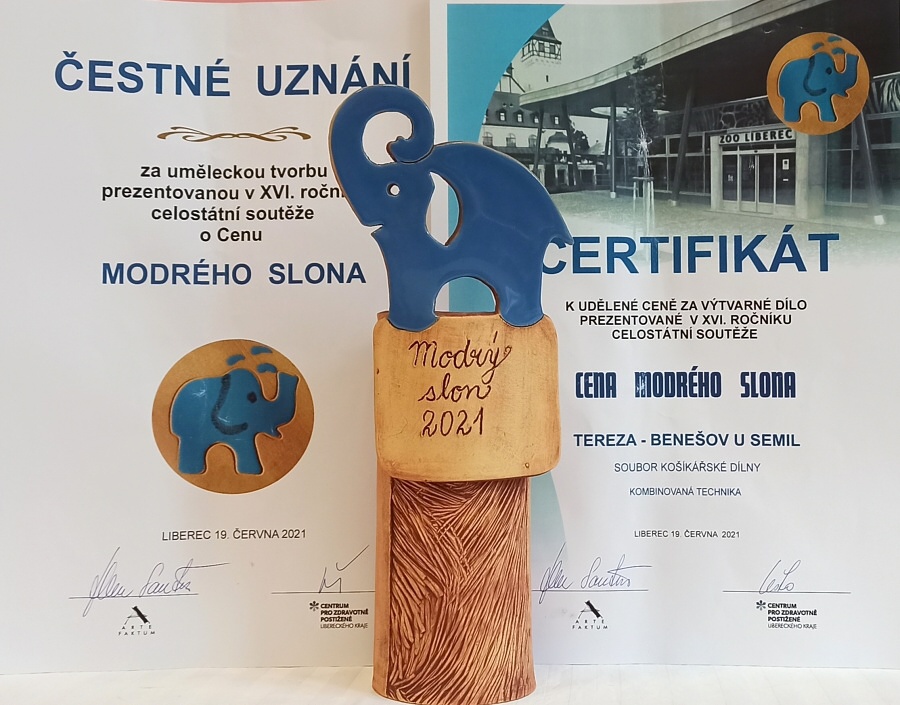 ČESTNÉ UZNÁNÍ
za uměleckou tvorbu
prezentovanou v XVI. roční
celostátní soutěže
o Cenu
MODRÉHO SLONA
LIBEREC 19. ČERVNA 2021
ARTE
FAKTUM
CENTRUM
PRO ZDRAVOTNĚ
POSTIŽENÉ
LIBERECKÉHO KRAJE
Modrý
slon
2021
ZOO LIBEREC
CERTIFIKÁT
K UDĚLENÉ CENĚ ZA VÝTVARNÉ DÍLO
PREZENTOVANÉ V XVI. ROČNÍKU
CELOSTÁTNÍ SOUTĚŽE
CENA MODRÉHO SLONA
TEREZA - BENEŠOV U SEMIL
SOUBOR KOŠÍKÁŘSKÉ DÍLNY
KOMBINOVANÁ TECHNIKA
LIBEREC 19. ČERVNA 2021
ARTE
FAKTUM
CENTRUM
PRO ZDRAVOTNĚ
POSTIŽENÉ
LIBERECKÉHO KRAJE